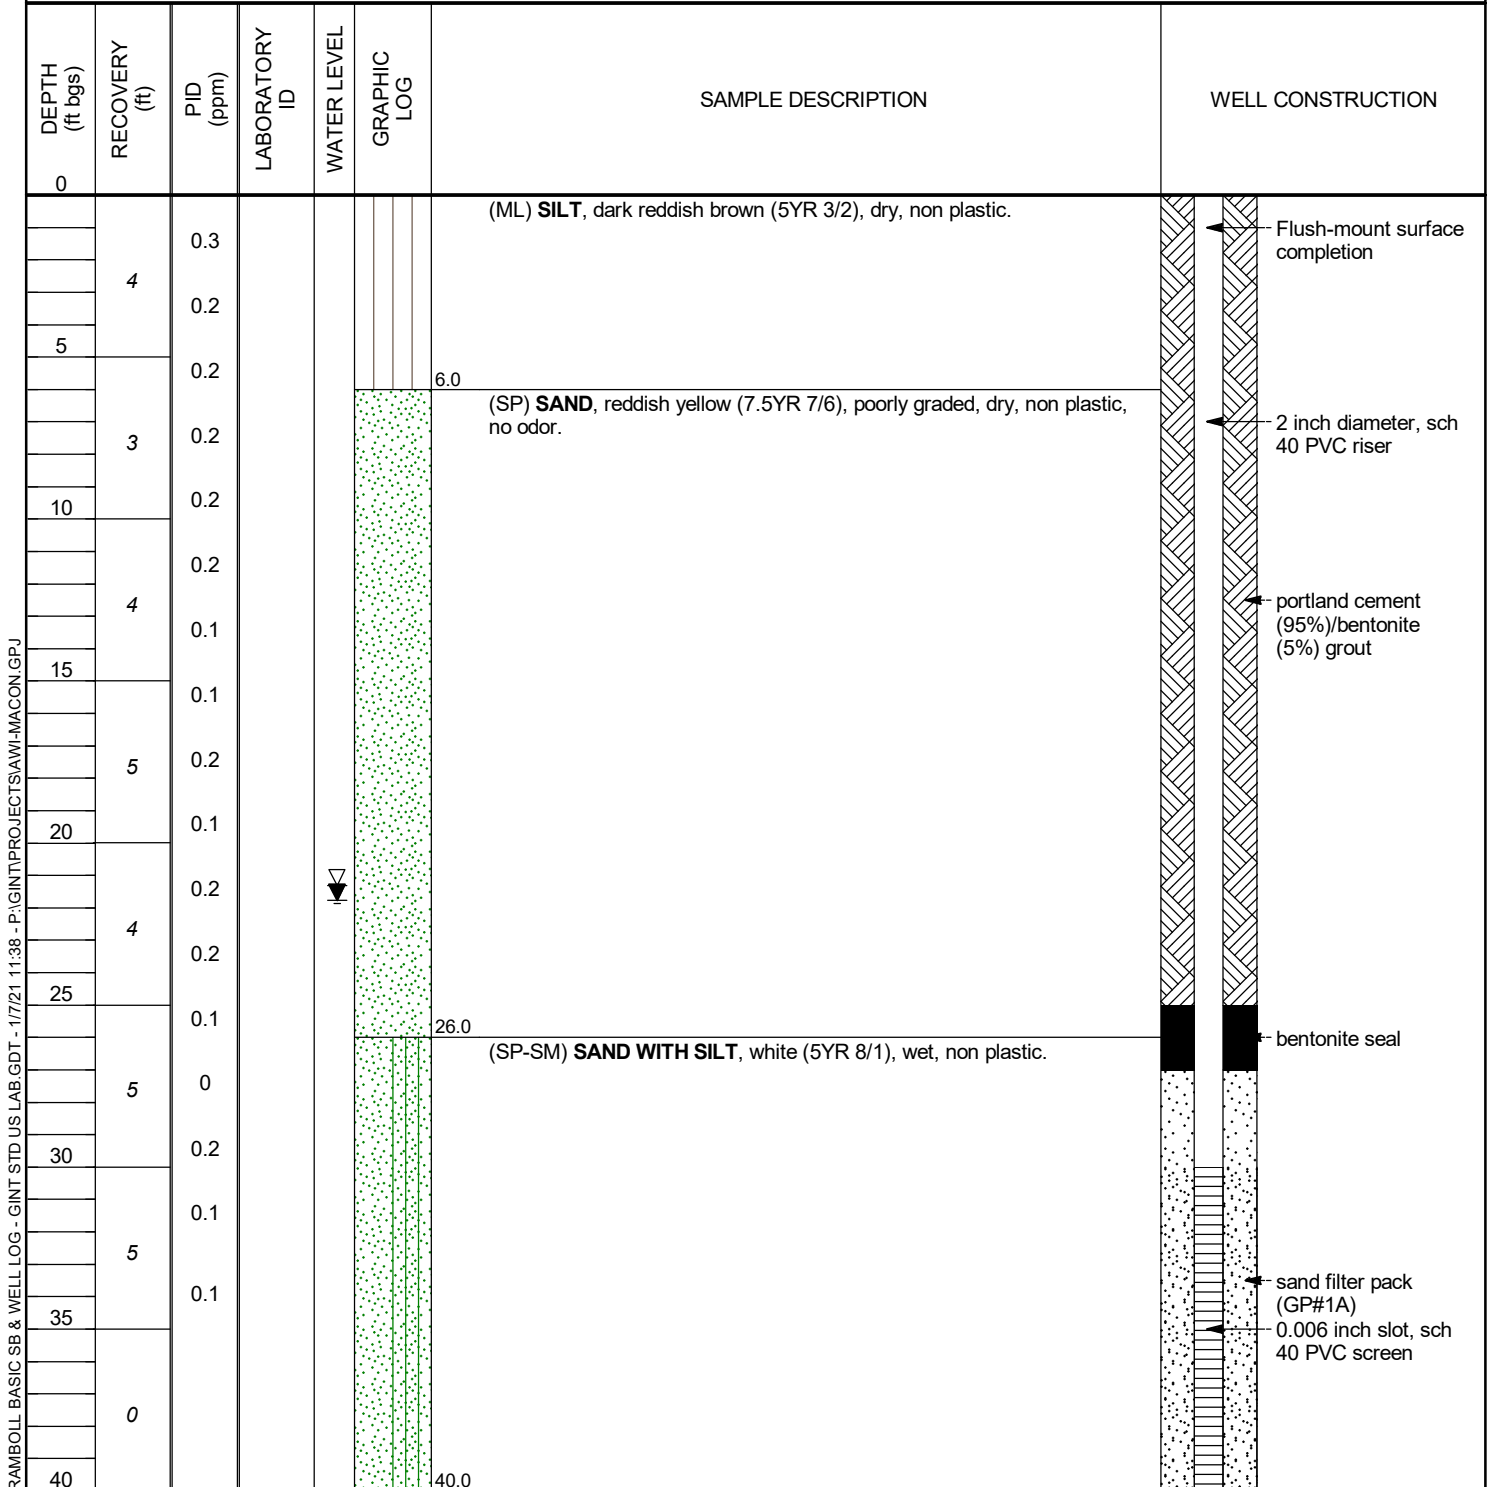 DEPTH
(ft bgs)
RECOVERY
(ft)
PID
(ppm)
LABORATORY
ID
WATER LEVEL
GRAPHIC
LOG
SAMPLE DESCRIPTION
WELL CONSTRUCTION
0
(ML) SILT, dark reddish brown (5YR 3/2), dry, non plastic.
Flush-mount surface
completion
0.3
4
0.2
5
0.2
6.0
(SP) SAND, reddish yellow (7.5YR 7/6), poorly graded, dry, non plastic,
no odor.
2 inch diameter, sch
40 PVC riser
0.2
3
0.2
10
0.2
4
portland cement
(95%)/bentonite
(5%) grout
0.1
15
0.1
0.2
5
0.1
20
0.2
4
0.2
25
0.1
26.0
(SP-SM) SAND WITH SILT, white (5YR 8/1), wet, non plastic.
bentonite seal
0
5
0.2
30
0.1
5
sand filter pack
(GP#1A)
0.1
35
0.006 inch slot, sch
40 PVC screen
0
40
40.0
RAMBOLL BASIC SB & WELL LOG - GINT STD US LAB.GDT - 1/7/21 11:38 - P:\GINT\PROJECTS\AWI-MACON.GPJ